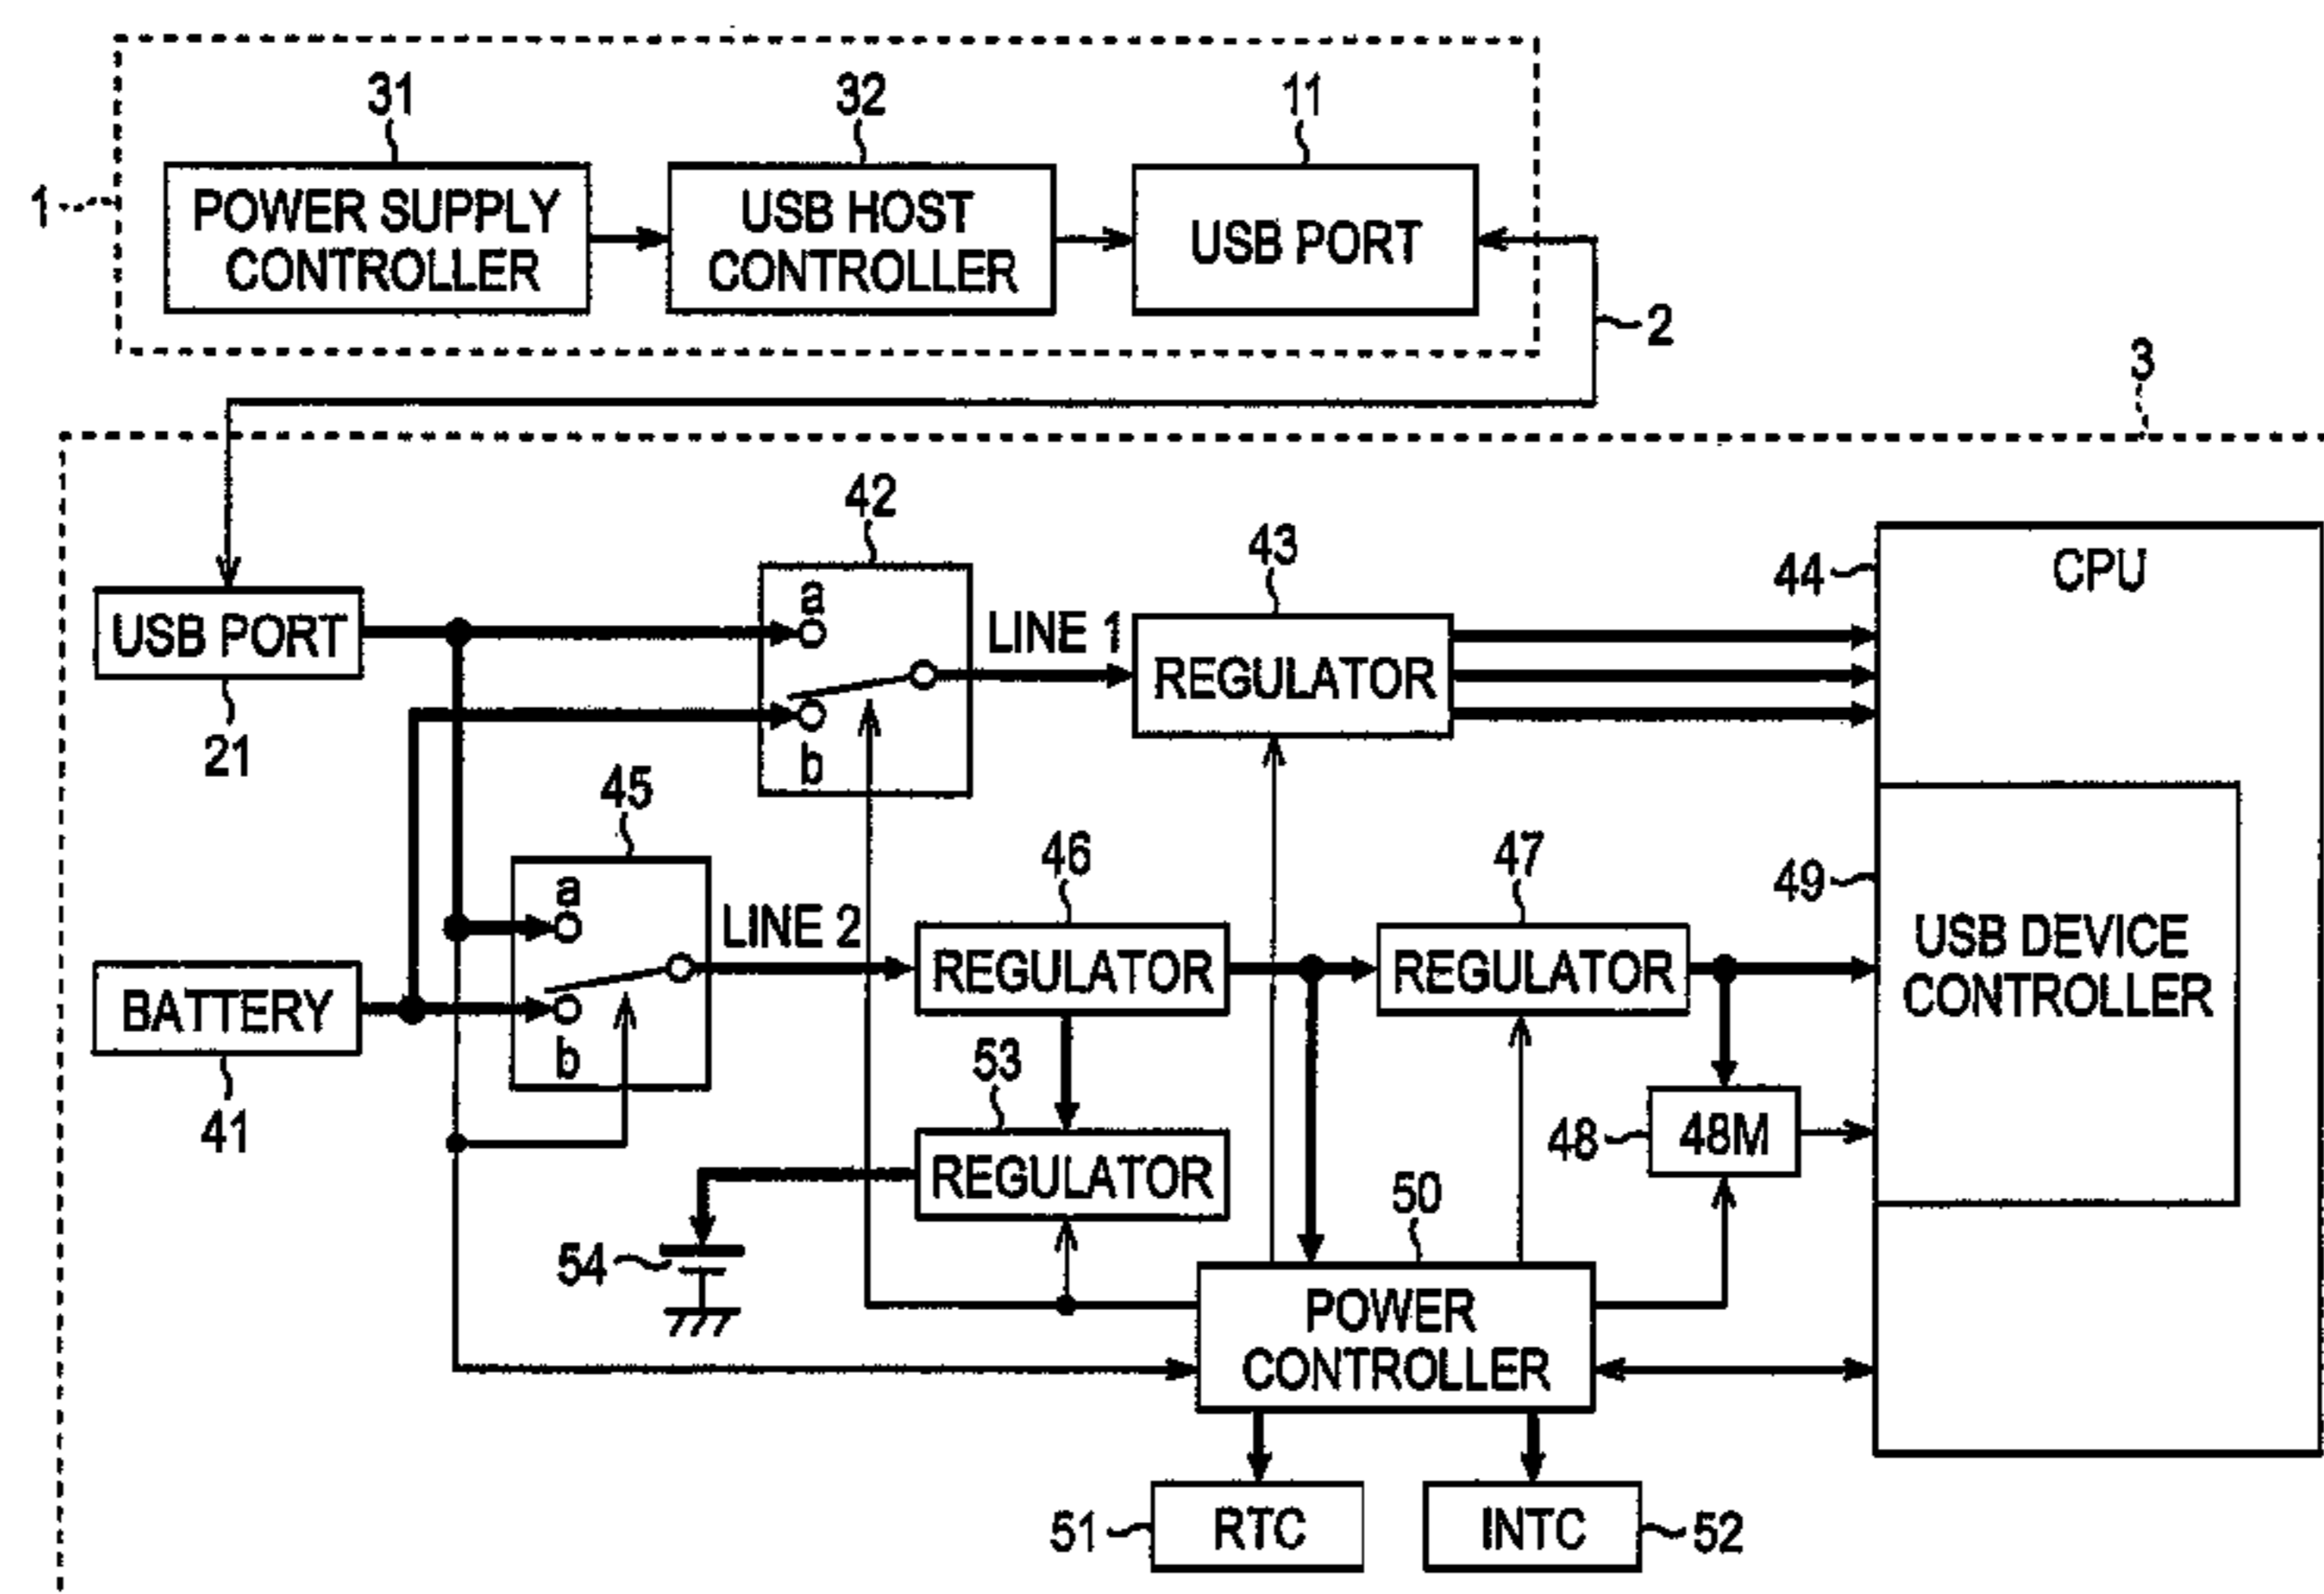 31
32
11
1
POWER SUPPLY
CONTROLLER
USB HOST
CONTROLLER
USB PORT
2
3
42
43
44
CPU
a
LINE 1
USB PORT
REGULATOR
21
b
45
46
47
49
a
LINE 2
USB DEVICE
CONTROLLER
BATTERY
REGULATOR
REGULATOR
b
41
53
48
48M
REGULATOR
50
54
POWER
CONTROLLER
51
RTC
INTC
52